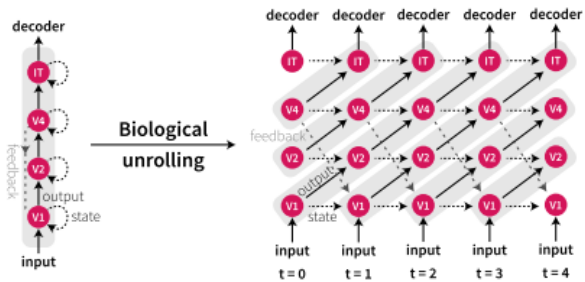 decoder
IT
V4
V2
V1
feedback
output
state
input
Biological
unrolling
decoder decoder decoder decoder decoder
IT IT IT IT IT
V4 V4 V4 V4 V4
feedback
V2 V2 V2 V2 V2
output
V1 V1 V1 V1 V1
state
input input input input input
t = 0 t = 1 t = 2 t = 3 t = 4